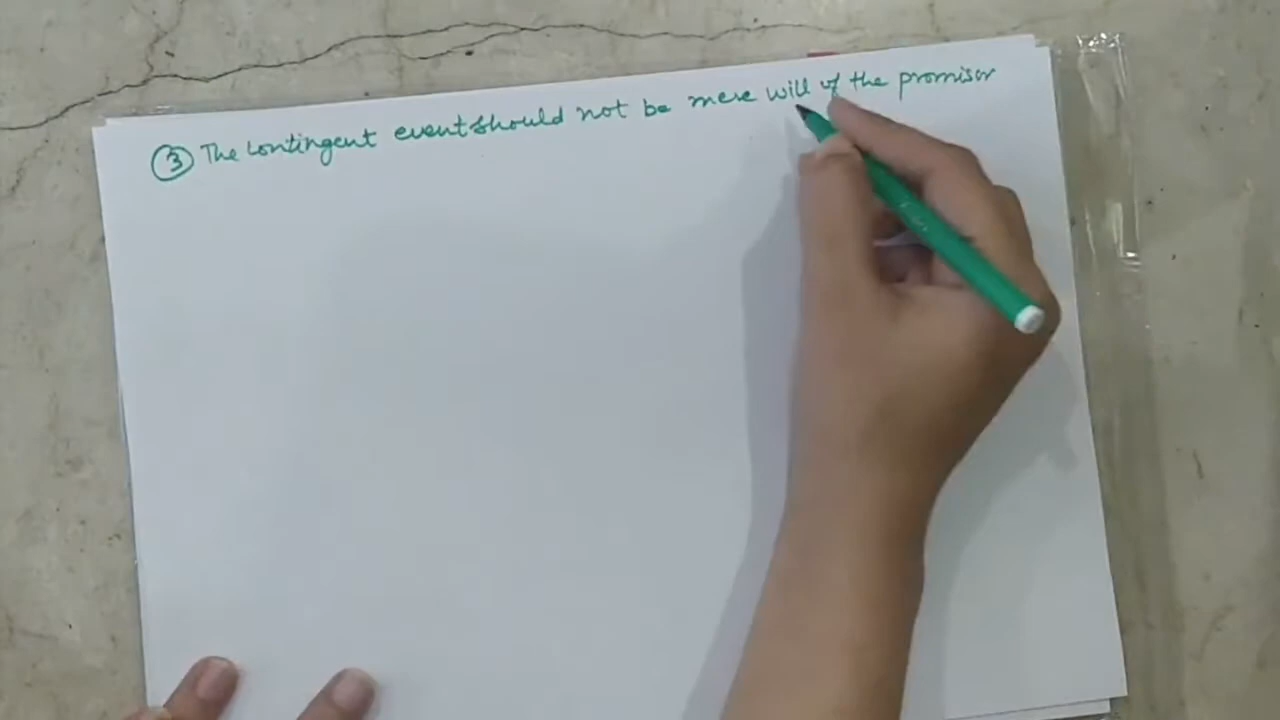 ③ The contingent event should not be mere will of the promisor